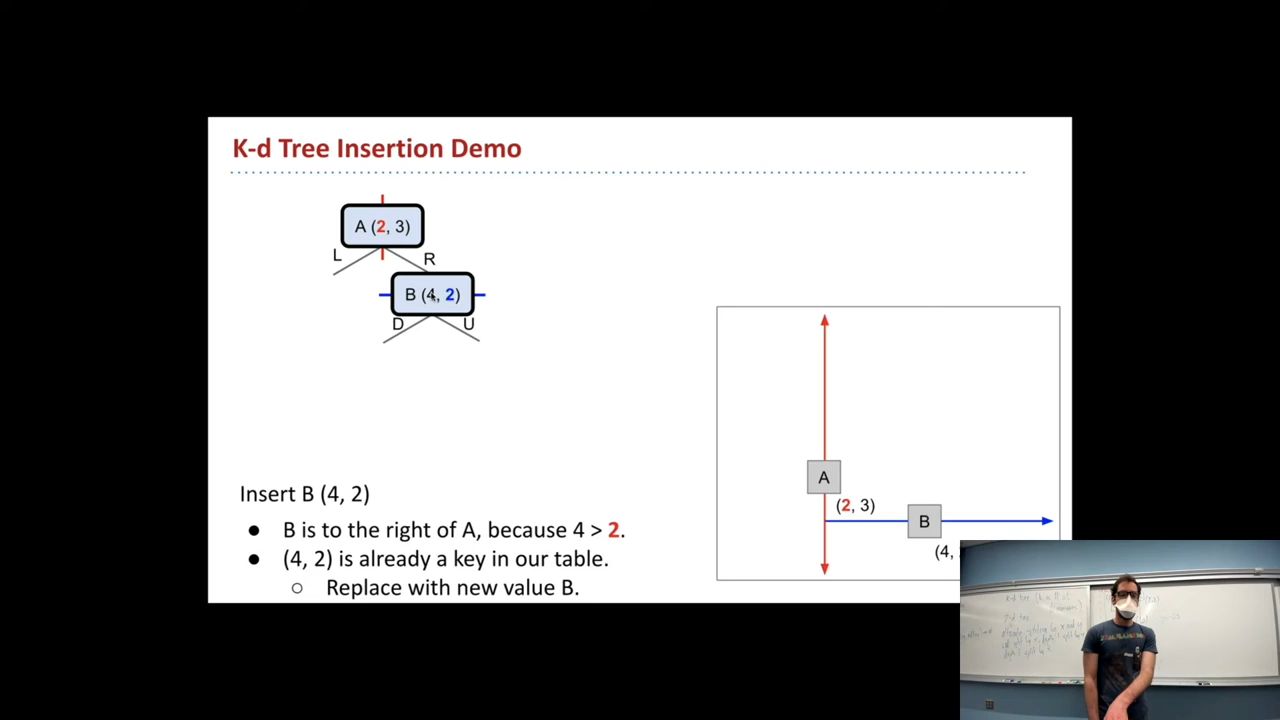 K-d Tree Insertion Demo
A (2, 3)
L
R
B (4, 2)
D
U
A
(2, 3)
B
(4,
Insert B (4, 2)
● B is to the right of A, because 4 > 2.
● (4, 2) is already a key in our table.
○ Replace with new value B.